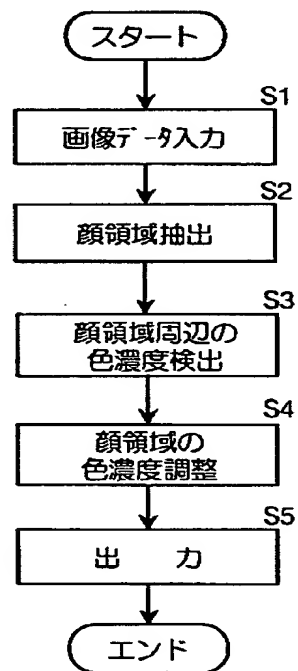 スタート
S1
画像データ入力
S2
顔領域抽出
S3
顔領域周辺の
色濃度検出
S4
顔領域の
色濃度調整
S5
出 力
エンド